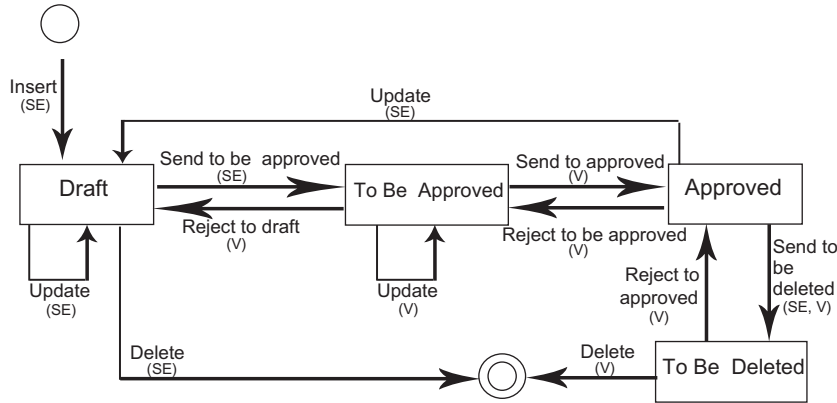 Insert
(SE)
Update
(SE)
Draft
Send to be approved
(SE)
To Be Approved
Send to approved
(V)
Approved
Reject to draft
(V)
Reject to be approved
(V)
Update
(SE)
Update
(V)
Reject to
approved
(V)
Send to
be
deleted
(SE, V)
Delete
(SE)
Delete
(V)
To Be Deleted